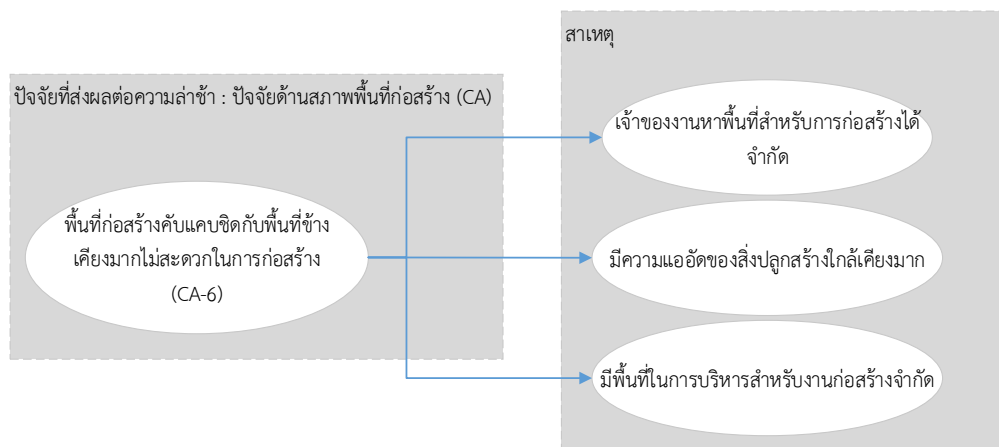 ปัจจัยที่ส่งผลต่อความล่าช้า : ปัจจัยด้านสภาพพื้นที่ก่อสร้าง (CA)
พื้นที่ก่อสร้างคับแคบชิดกับพื้นที่ข้าง
เคียงมากไม่สะดวกในการก่อสร้าง
(CA-6)
สาเหตุ
เจ้าของงานหาพื้นที่สำหรับการก่อสร้างได้
จำกัด
มีความแออัดของสิ่งปลูกสร้างใกล้เคียงมาก
มีพื้นที่ในการบริหารสำหรับงานก่อสร้างจำกัด